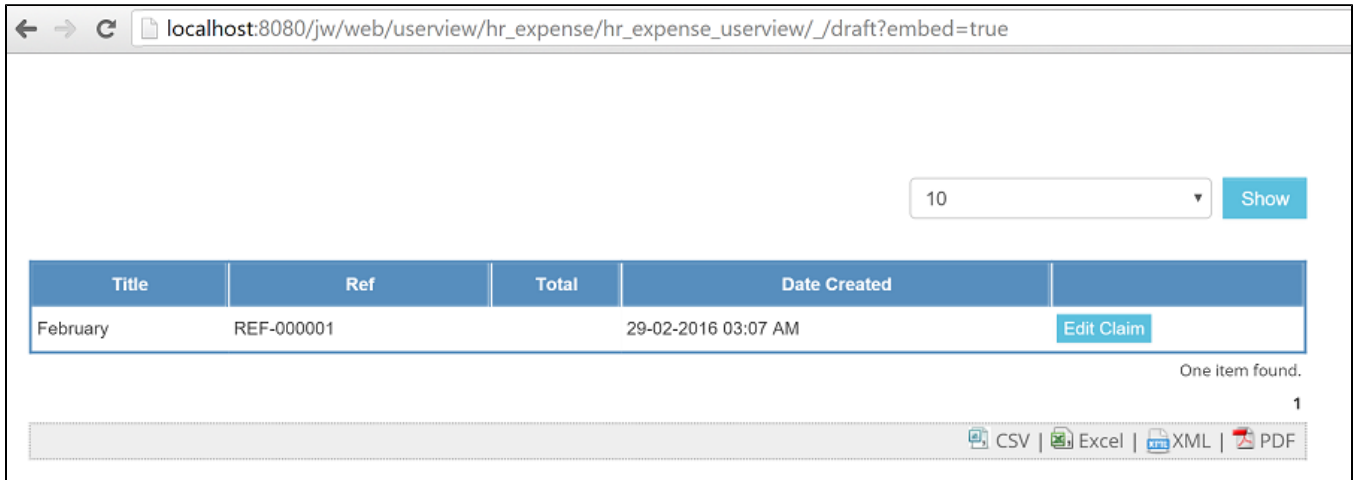 localhost:8080/jw/web/userview/hr_expense/hr_expense_userview/_/draft?embed=true
10 Show
Title Ref Total Date Created
February REF-000001 29-02-2016 03:07 AM Edit Claim
One item found.
1
CSV | Excel | XML | PDF